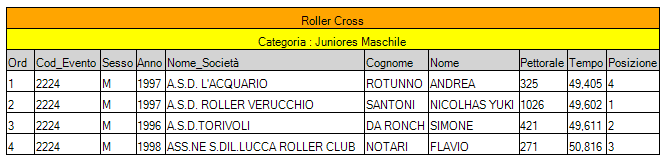 Roller Cross
Categoria : Juniores Maschile
Ord Cod_Evento Sesso Anno Nome_Società Cognome Nome Pettorale Tempo Posizione
1 2224 M 1997 A.S.D. L'ACQUARIO ROTUNNO ANDREA 325 49,405 4
2 2224 M 1997 A.S.D. ROLLER VERUCCHIO SANTONI NICOLHAS YUKI 1026 49,602 1
3 2224 M 1996 A.S.D.TORIVOLI DA RONCH SIMONE 421 49,611 2
4 2224 M 1998 ASS.NE S.DIL.LUCCA ROLLER CLUB NOTARI FLAVIO 271 50,816 3